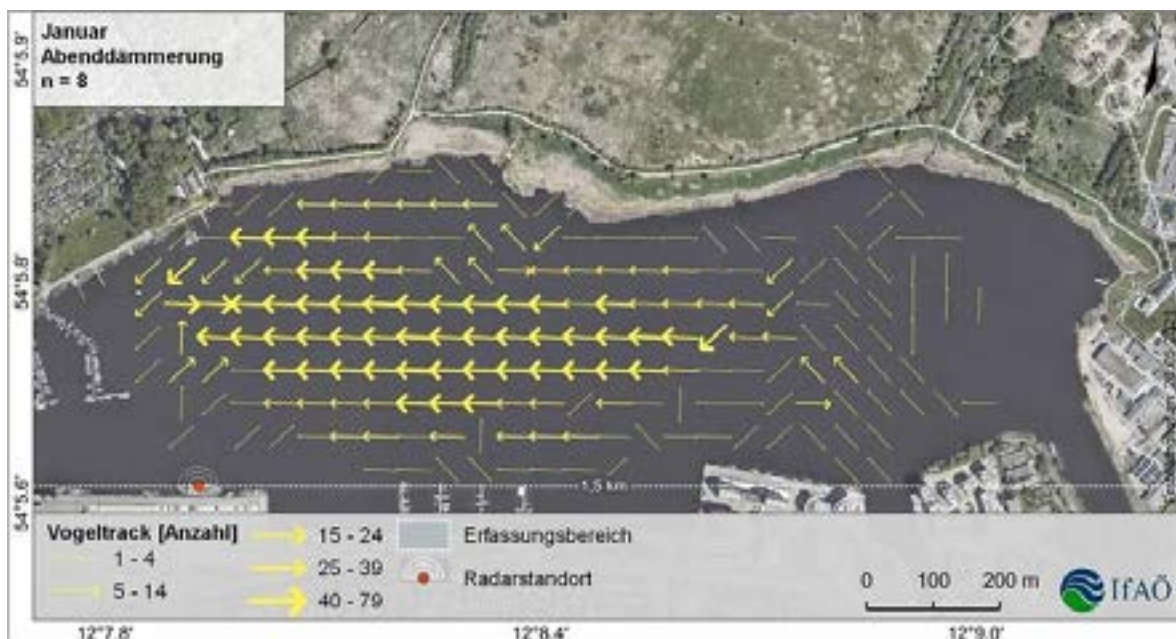 Januar
Abenddämmerung
n = 8
54°5.9'
54°5.8'
54°5.6'
1,5 km
Vogeltrack [Anzahl]
1 - 4
5 - 14
15 - 24
25 - 39
40 - 79
Erfassungsbereich
Radarstandort
0 100 200 m
IfAÖ
12°7.8' 12°8.4' 12°9.0'